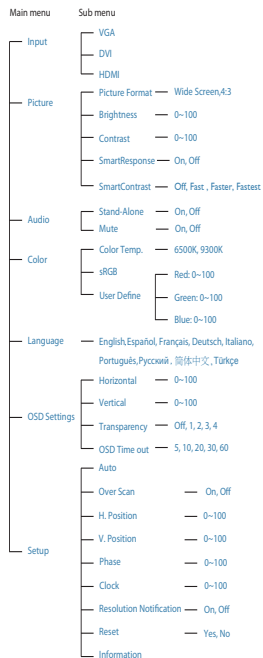 Main menu Sub menu
Input
VGA
DVI
HDMI
Picture
Picture Format Wide Screen,4:3
Brightness 0~100
Contrast 0~100
SmartResponse On, Off
SmartContrast Off, Fast , Faster, Fastest
Audio
Stand-Alone On, Off
Mute On, Off
Color
Color Temp. 6500K, 9300K
sRGB
User Define
Red: 0~100
Green: 0~100
Blue: 0~100
Language
English,Español, Français, Deutsch, Italiano,
Português,Русский, 简体中文,Türkçe
OSD Settings
Horizontal 0~100
Vertical 0~100
Transparency Off, 1, 2, 3, 4
OSD Time out 5, 10, 20, 30, 60
Setup
Auto
Over Scan On, Off
H. Position 0~100
V. Position 0~100
Phase 0~100
Clock 0~100
Resolution Notification On, Off
Reset Yes, No
Information